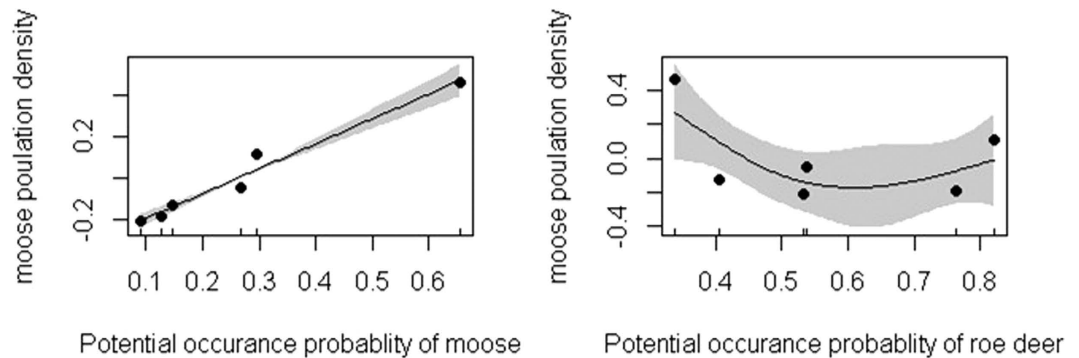 moose poulation density
0.2
-0.2
0.1 0.2 0.3 0.4 0.5 0.6
Potential occurance probablity of moose
moose poulation density
0.4
0.0
-0.4
0.4 0.5 0.6 0.7 0.8
Potential occurance probablity of roe deer